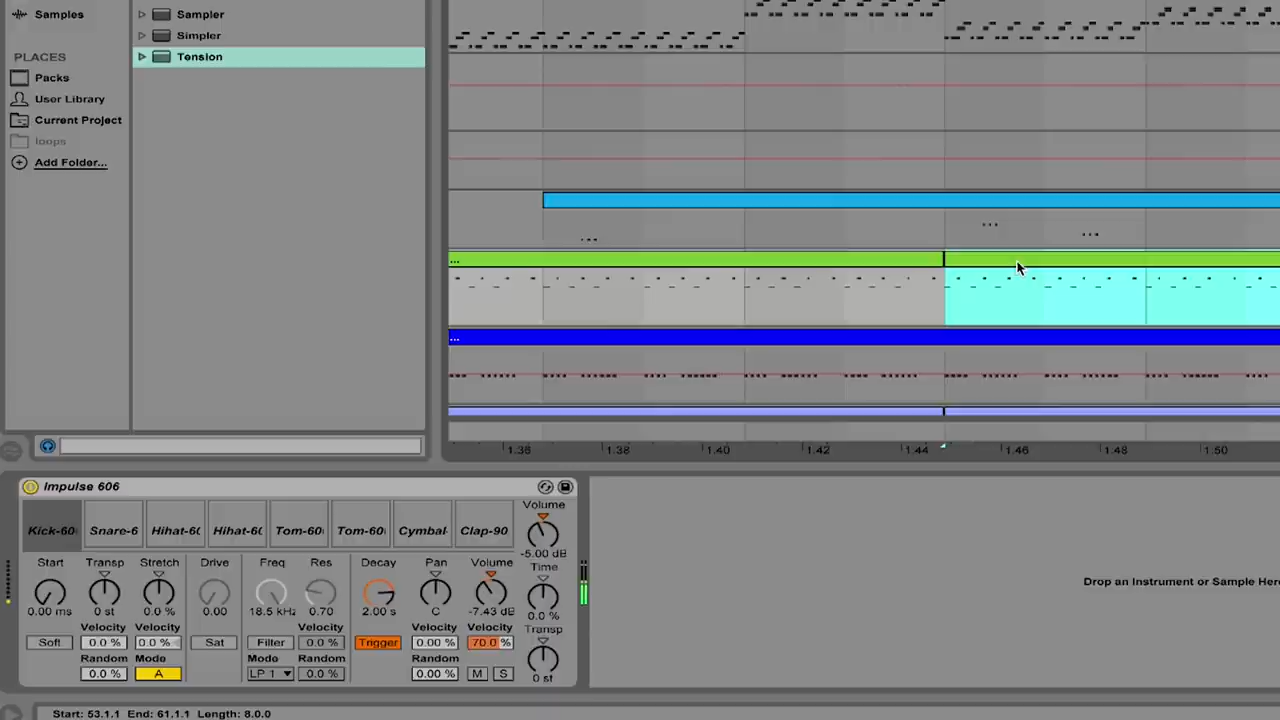 Samples
PLACES
Packs
User Library
Current Project
loops
Add Folder...
Sampler
Simpler
Tension
...
...
1.36 1.38 1.40 1.42 1.44 1.46 1.48 1.50
Impulse 606
Kick-60 Snare-6 Hihat-6( Hihat-6( Tom-60 Tom-60 Cymbal- Clap-90
Volume
-5.00 dB
Start Transp Stretch Drive Freq Res Decay Pan Volume Time
0.00 ms 0 st 0.0 % 0.00 18.5 kHz 0.70 2.00 s C -7.43 dB 0.0 %
Velocity Velocity Velocity Velocity Transp
Soft 0.0 % 0.0 % Sat Filter 0.0 % Trigger 0.00 % 70.0 %
Random Mode Mode Random Random
0.0 % A LP 1 0.0 % 0.00 % M S 0 st
Drop an Instrument or Sample Her
Start: 53.1.1 End: 61.1.1 Length: 8.0.0